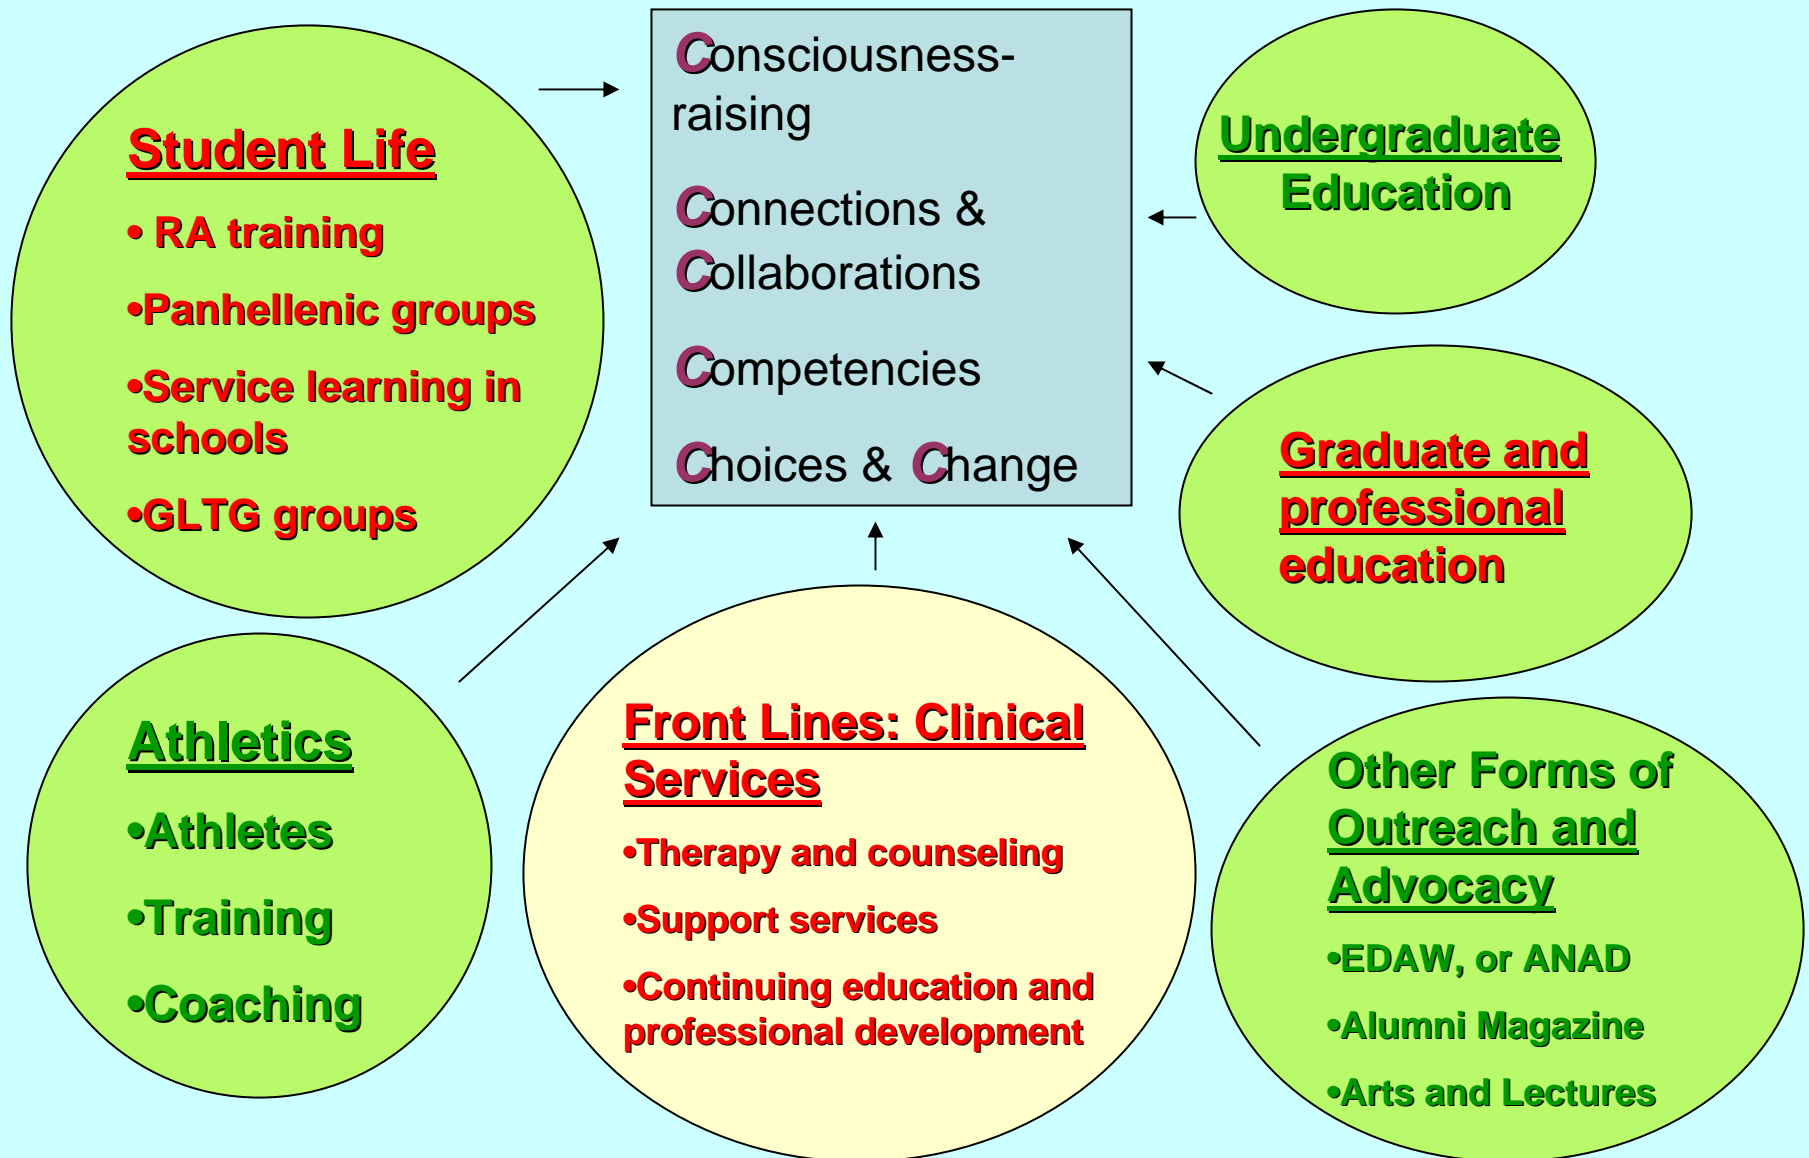 Student Life
• RA training
•Panhellenic groups
•Service learning in
schools
•GLTG groups
Consciousness-
raising
Connections &
Collaborations
Competencies
Choices & Change
Undergraduate
Education
Graduate and
professional
education
Athletics
•Athletes
•Training
•Coaching
Front Lines: Clinical
Services
•Therapy and counseling
•Support services
•Continuing education and
professional development
Other Forms of
Outreach and
Advocacy
•EDAW, or ANAD
•Alumni Magazine
•Arts and Lectures